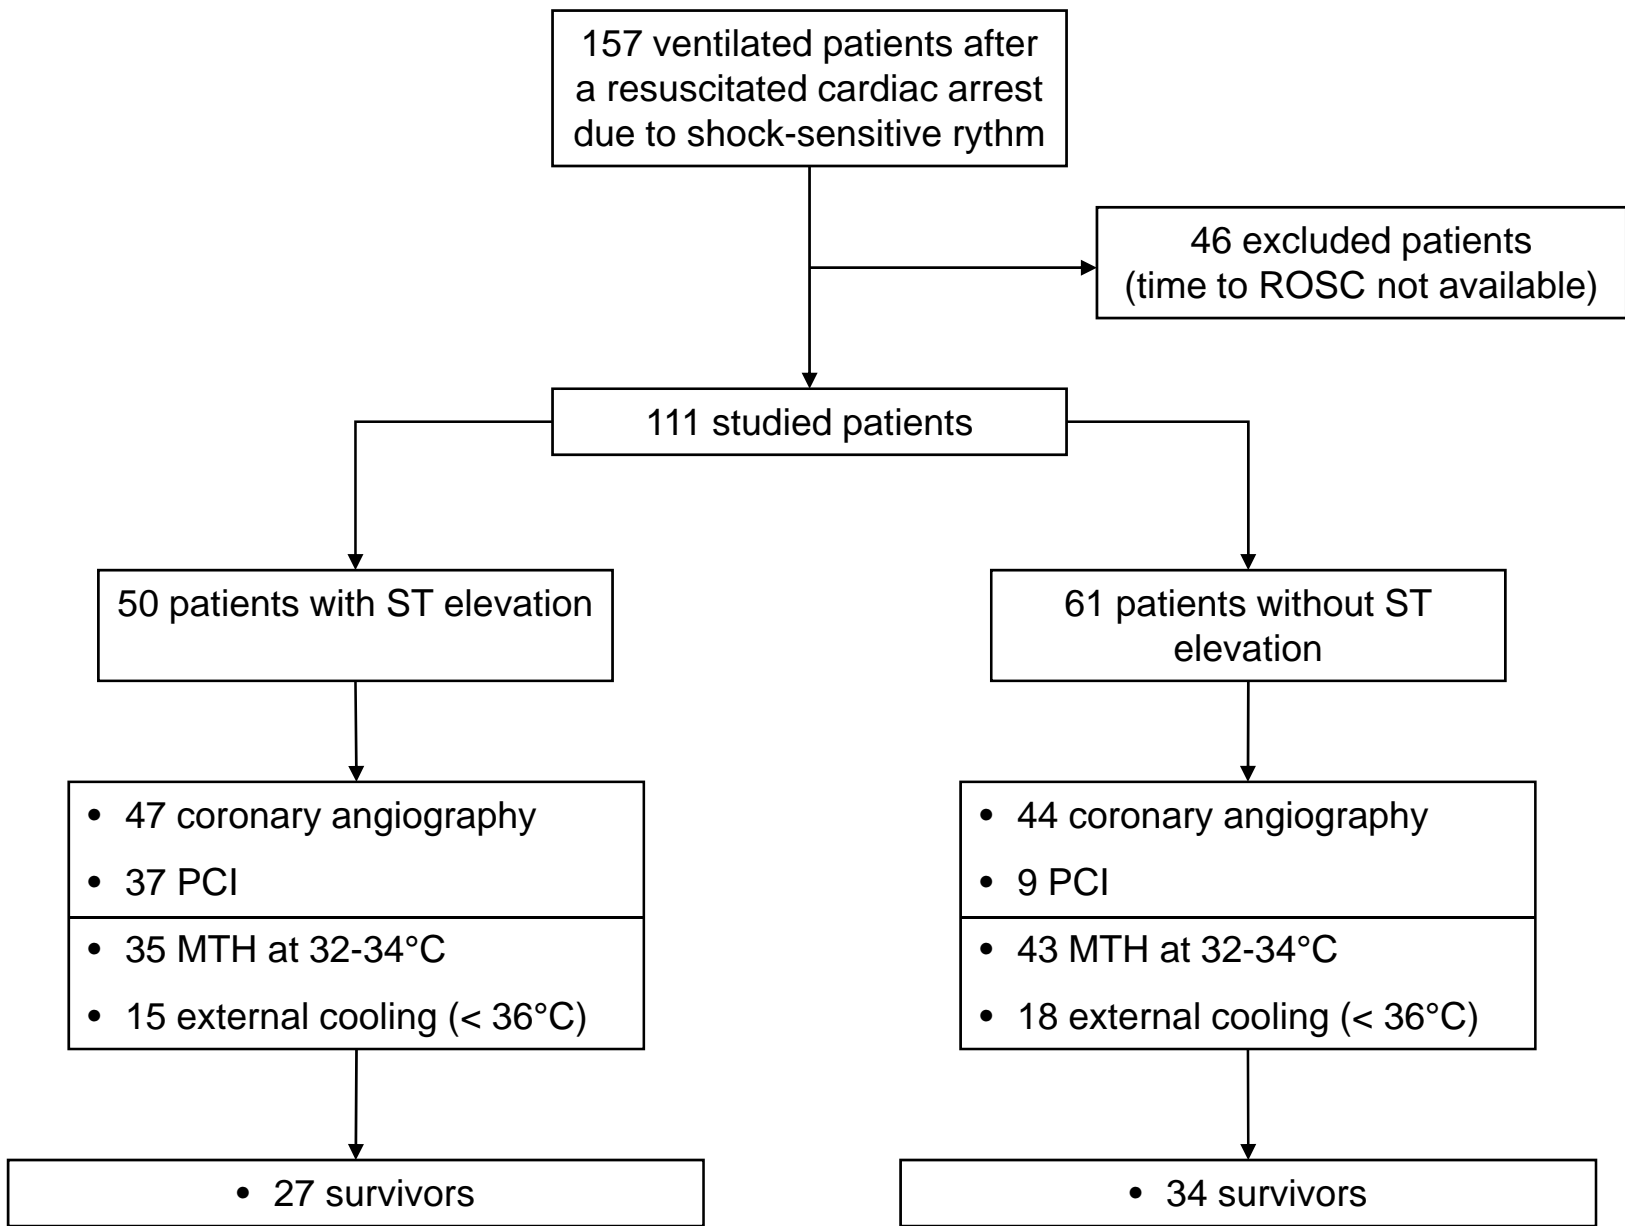 157 ventilated patients after
a resuscitated cardiac arrest
due to shock-sensitive rythm
46 excluded patients
(time to ROSC not available)
111 studied patients
50 patients with ST elevation
61 patients without ST
elevation
• 47 coronary angiography
• 37 PCI
• 35 MTH at 32-34°C
• 15 external cooling (< 36°C)
• 44 coronary angiography
• 9 PCI
• 43 MTH at 32-34°C
• 18 external cooling (< 36°C)
• 27 survivors
• 34 survivors